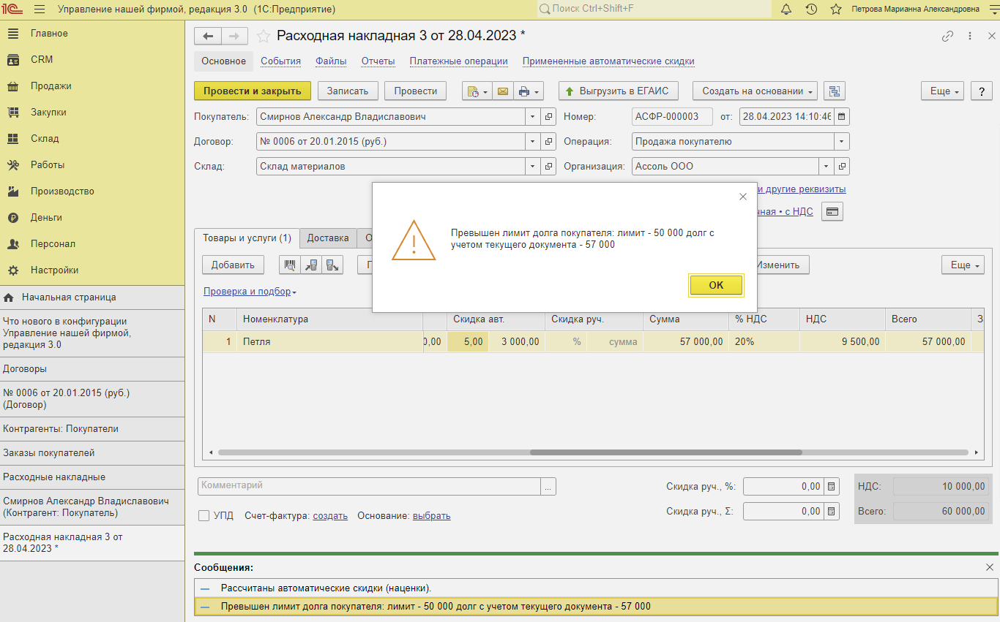 1С Управление нашей фирмой, редакция 3.0 (1С:Предприятие) Поиск Ctrl+Shift+F Петрова Марианна Александровна
Главное
CRM
Продажи
Закупки
Склад
Работы
Производство
Деньги
Персонал
Настройки
Начальная страница
Что нового в конфигурации
Управление нашей фирмой,
редакция 3.0
Договоры
№ 0006 от 20.01.2015 (руб.)
(Договор)
Контрагенты: Покупатели
Заказы покупателей
Расходные накладные
Смирнов Александр Владиславович
(Контрагент: Покупатель)
Расходная накладная 3 от
28.04.2023 *
Расходная накладная 3 от 28.04.2023 *
Основное События Файлы Отчеты Платежные операции Примененные автоматические скидки
Провести и закрыть Записать Провести Выгрузить в ЕГАИС Создать на основании Еще ?
Покупатель: Смирнов Александр Владиславович Номер: АСФР-000003 от: 28.04.2023 14:10:46
Договор: № 0006 от 20.01.2015 (руб.) Операция: Продажа покупателю
Склад: Склад материалов Организация: Ассоль ООО
и другие реквизиты
• с НДС
Товары и услуги (1) Доставка
Добавить Изменить Еще
Проверка и подбор
Превышен лимит долга покупателя: лимит - 50 000 долг с
учетом текущего документа - 57 000
OK
N Номенклатура Скидка авт. Скидка руч. Сумма % НДС НДС Всего
1 Петля 0,00 5,00 3 000,00 % сумма 57 000,00 20% 9 500,00 57 000,00
Комментарий ... Скидка руч., %: 0,00 НДС: 10 000,00
УПД Счет-фактура: создать Основание: выбрать Скидка руч., Σ: 0,00 Всего: 60 000,00
Сообщения:
Рассчитаны автоматические скидки (наценки).
Превышен лимит долга покупателя: лимит - 50 000 долг с учетом текущего документа - 57 000